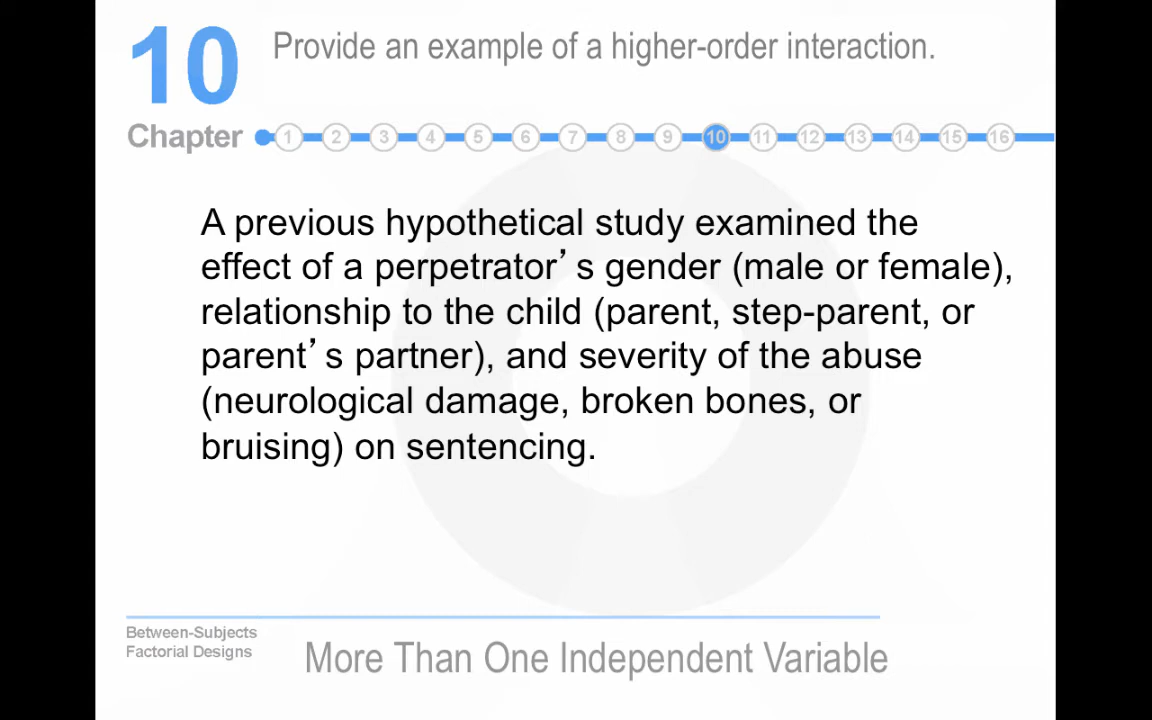 10
Provide an example of a higher-order interaction.
Chapter
1 2 3 4 5 6 7 8 9 10 11 12 13 14 15 16
A previous hypothetical study examined the
effect of a perpetrator’s gender (male or female),
relationship to the child (parent, step-parent, or
parent’s partner), and severity of the abuse
(neurological damage, broken bones, or
bruising) on sentencing.
Between-Subjects
Factorial Designs
More Than One Independent Variable